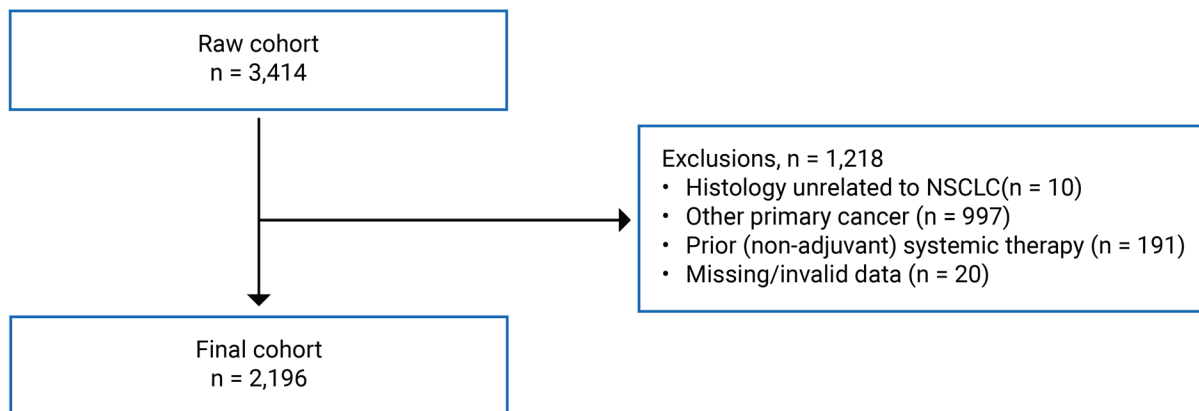 Raw cohort
n = 3,414
Exclusions, n = 1,218
• Histology unrelated to NSCLC(n = 10)
• Other primary cancer (n = 997)
• Prior (non-adjuvant) systemic therapy (n = 191)
• Missing/invalid data (n = 20)
Final cohort
n = 2,196